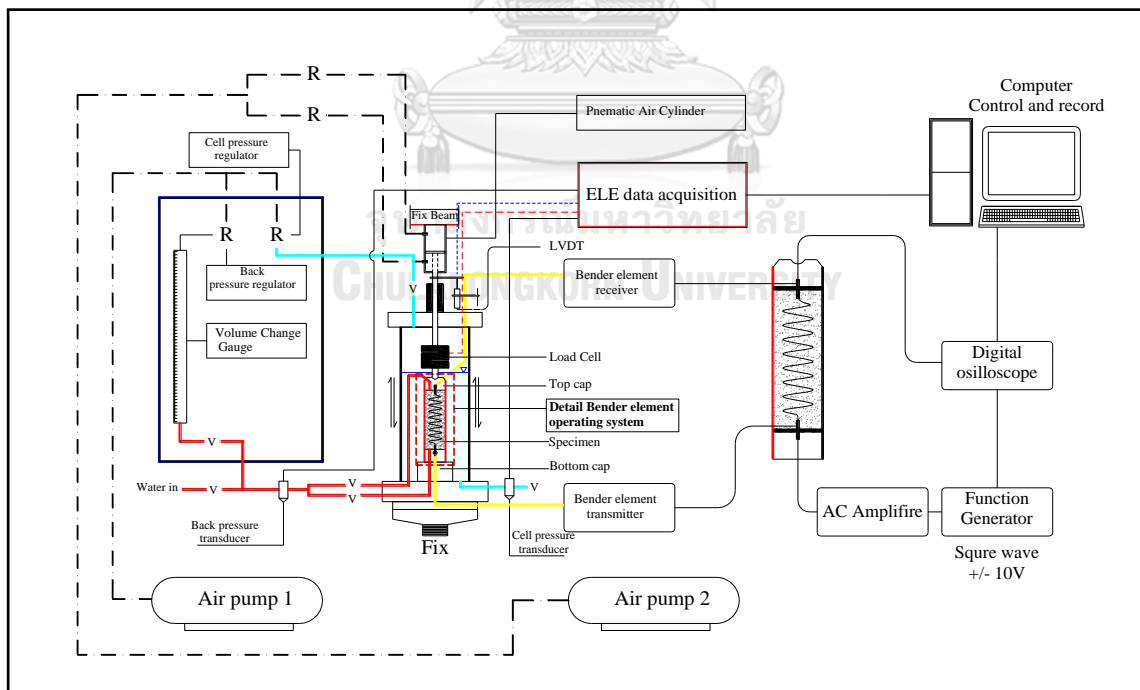 R
R
Cell pressure
regulator
R
R
Back
pressure regulator
Volume Change
Gauge
V
Water in
V
V
V
Back pressure
transducer
Fix Beam
V
Pnematic Air Cylinder
ELE data acquisition
จุฬาลงกรณ์มหาวิทยาลัย
CHULALONGKORN UNIVERSITY
LVDT
Bender element
receiver
Load Cell
Top cap
Detail Bender element
operating system
Specimen
Bottom cap
V
Bender element
transmitter
Cell pressure
transducer
Fix
Computer
Control and record
Digital
osilloscope
AC Amplifire
Function
Generator
Squre wave
+/- 10V
Air pump 1
Air pump 2